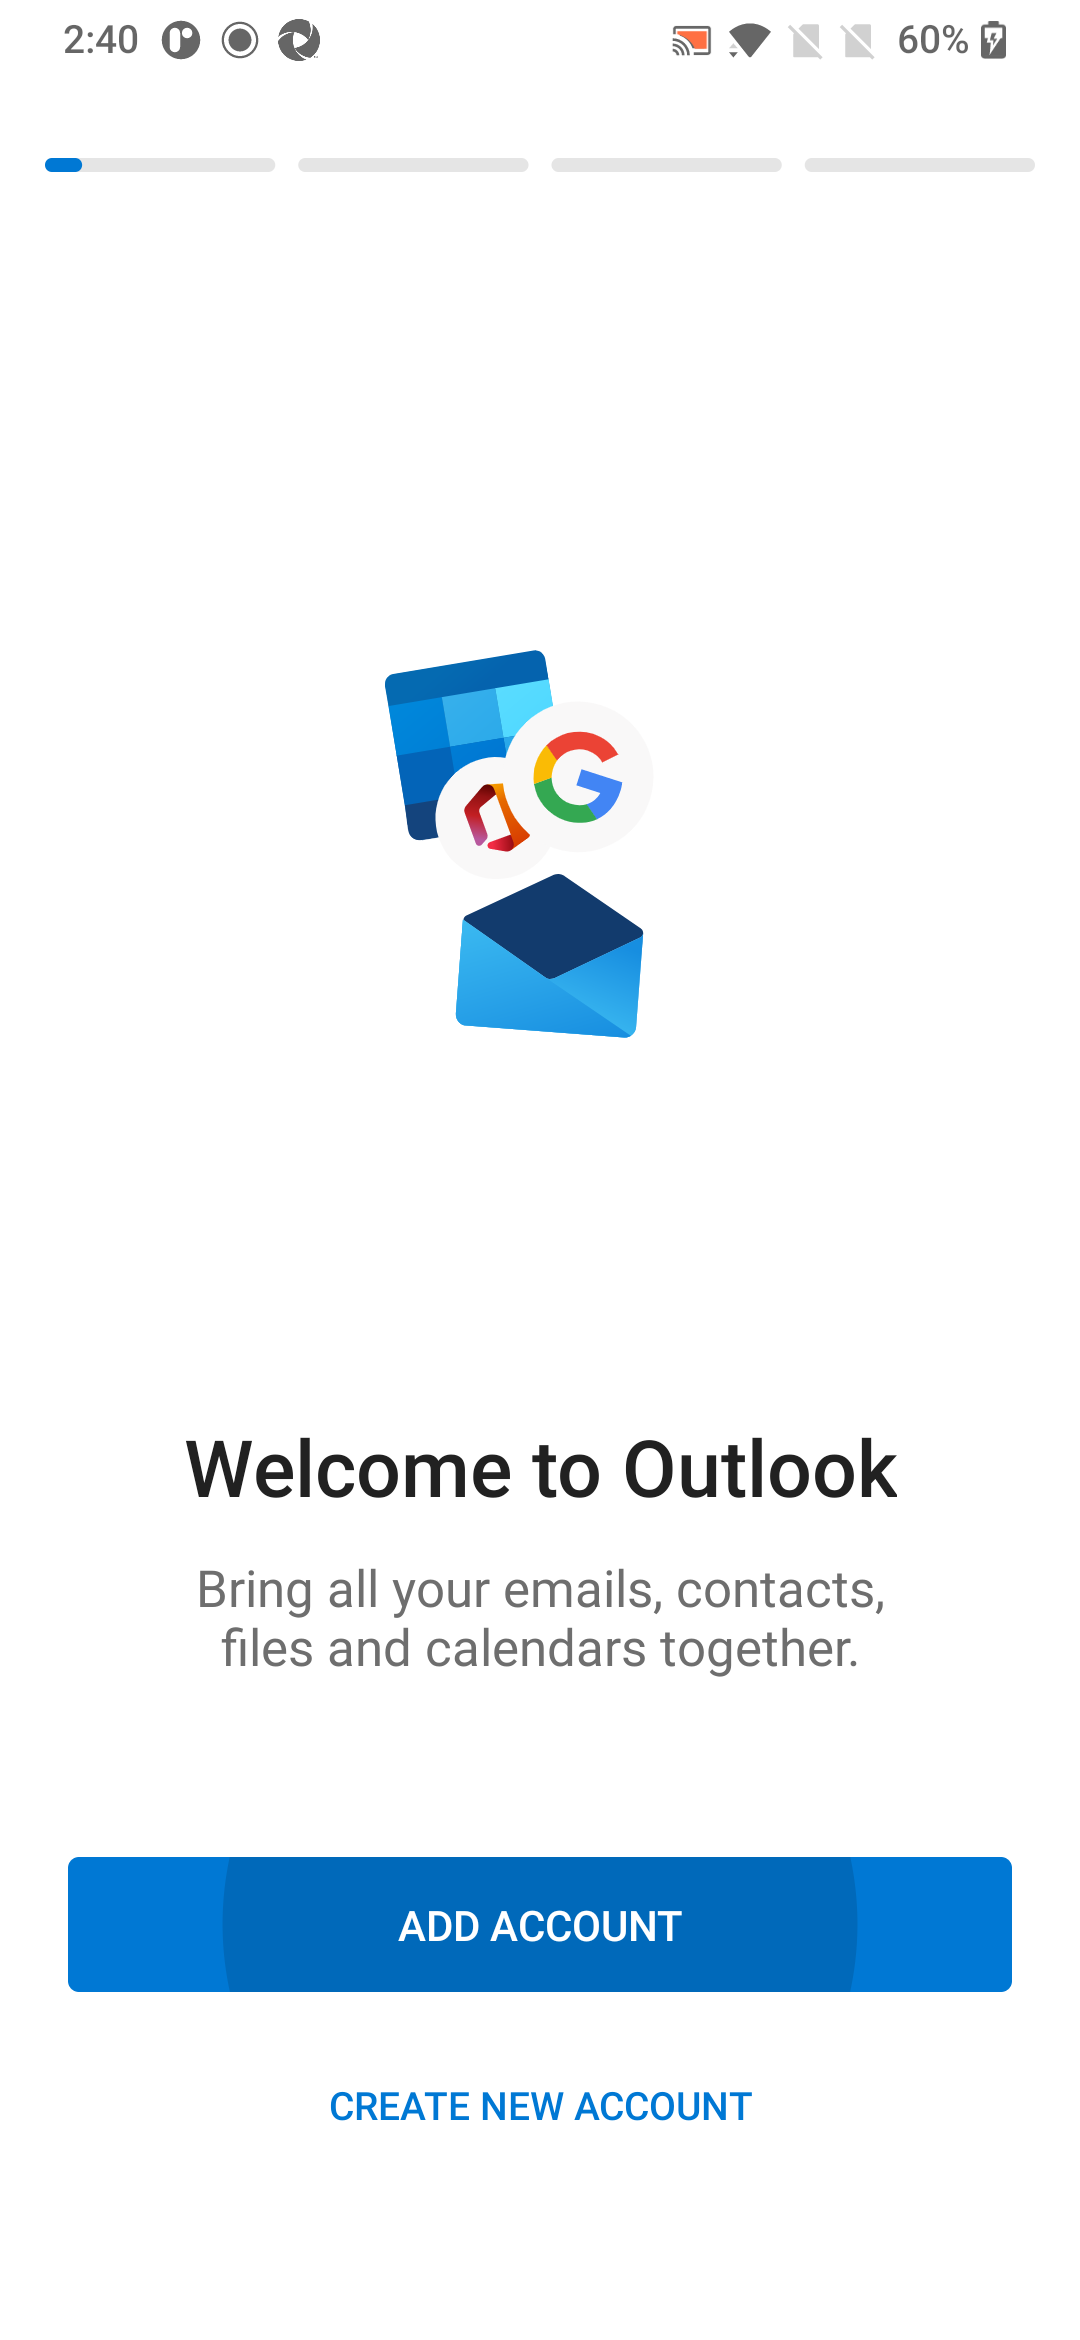 2:40
60%
Welcome to Outlook
Bring all your emails, contacts,
files and calendars together.
ADD ACCOUNT
CREATE NEW ACCOUNT